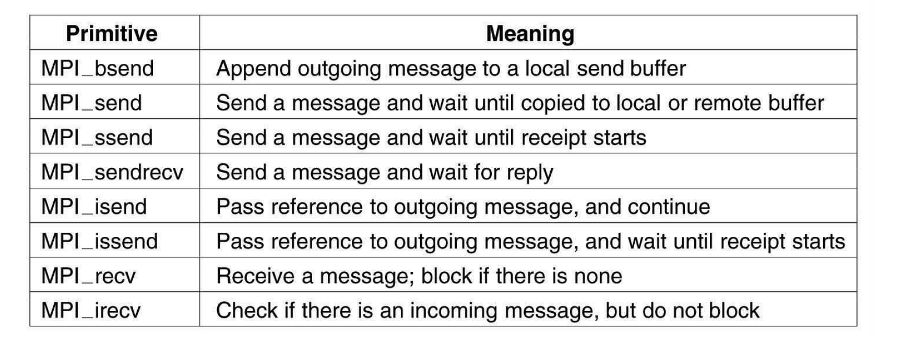 Primitive Meaning
MPI_bsend Append outgoing message to a local send buffer
MPI_send Send a message and wait until copied to local or remote buffer
MPI_ssend Send a message and wait until receipt starts
MPI_sendrecv Send a message and wait for reply
MPI_isend Pass reference to outgoing message, and continue
MPI_issend Pass reference to outgoing message, and wait until receipt starts
MPI_recv Receive a message; block if there is none
MPI_irecv Check if there is an incoming message, but do not block